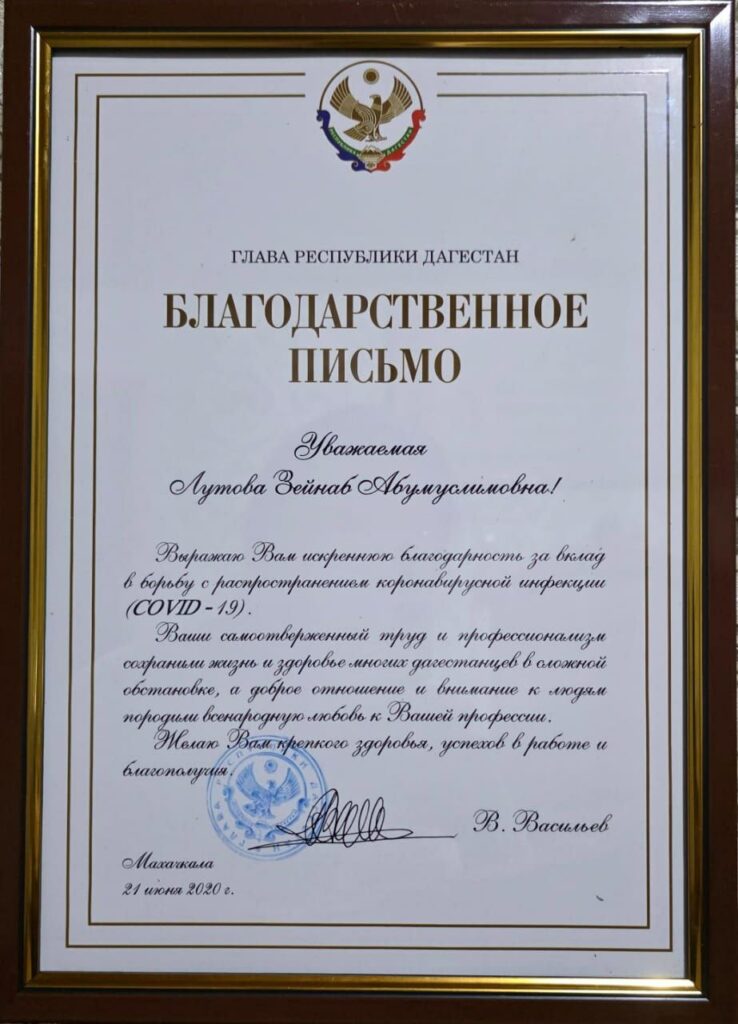 ГЛАВА РЕСПУБЛИКИ ДАГЕСТАН
БЛАГОДАРСТВЕННОЕ
ПИСЬМО
Уважаемая
Лутова Зейнаб Абумуслимовна!
Выражаю Вам искреннюю благодарность за вклад
в борьбу с распространением коронавирусной инфекции
(COVID - 19).
Ваши самоотверженный труд и профессионализм
сохранили жизнь и здоровье многих дагестанцев в сложной
обстановке, а доброе отношение и внимание к людям
породили всенародную любовь к Вашей профессии.
Желаю Вам крепкого здоровья, успехов в работе и
благополучия.
В. Васильев
Махачкала
21 июня 2020 г.